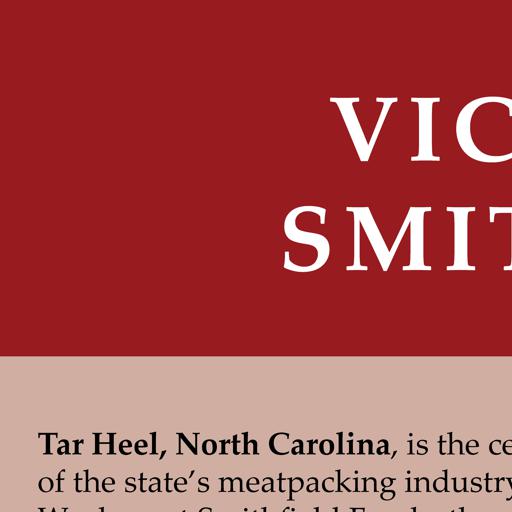 VIC
SMIT
Tar Heel, North Carolina, is the ce
of the state’s meatpacking industry